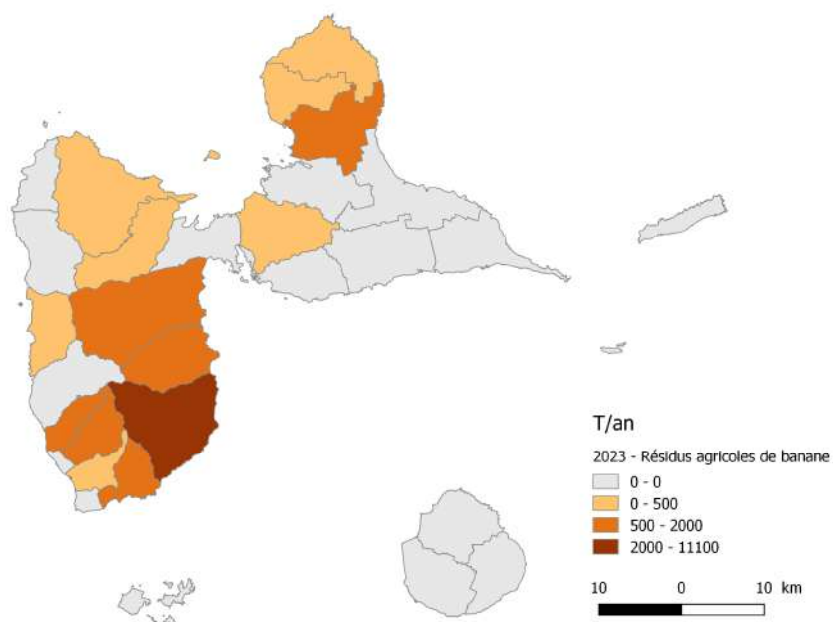 T/an
2023 - Résidus agricoles de banane
0 - 0
0 - 500
500 - 2000
2000 - 11100
10 0 10 km